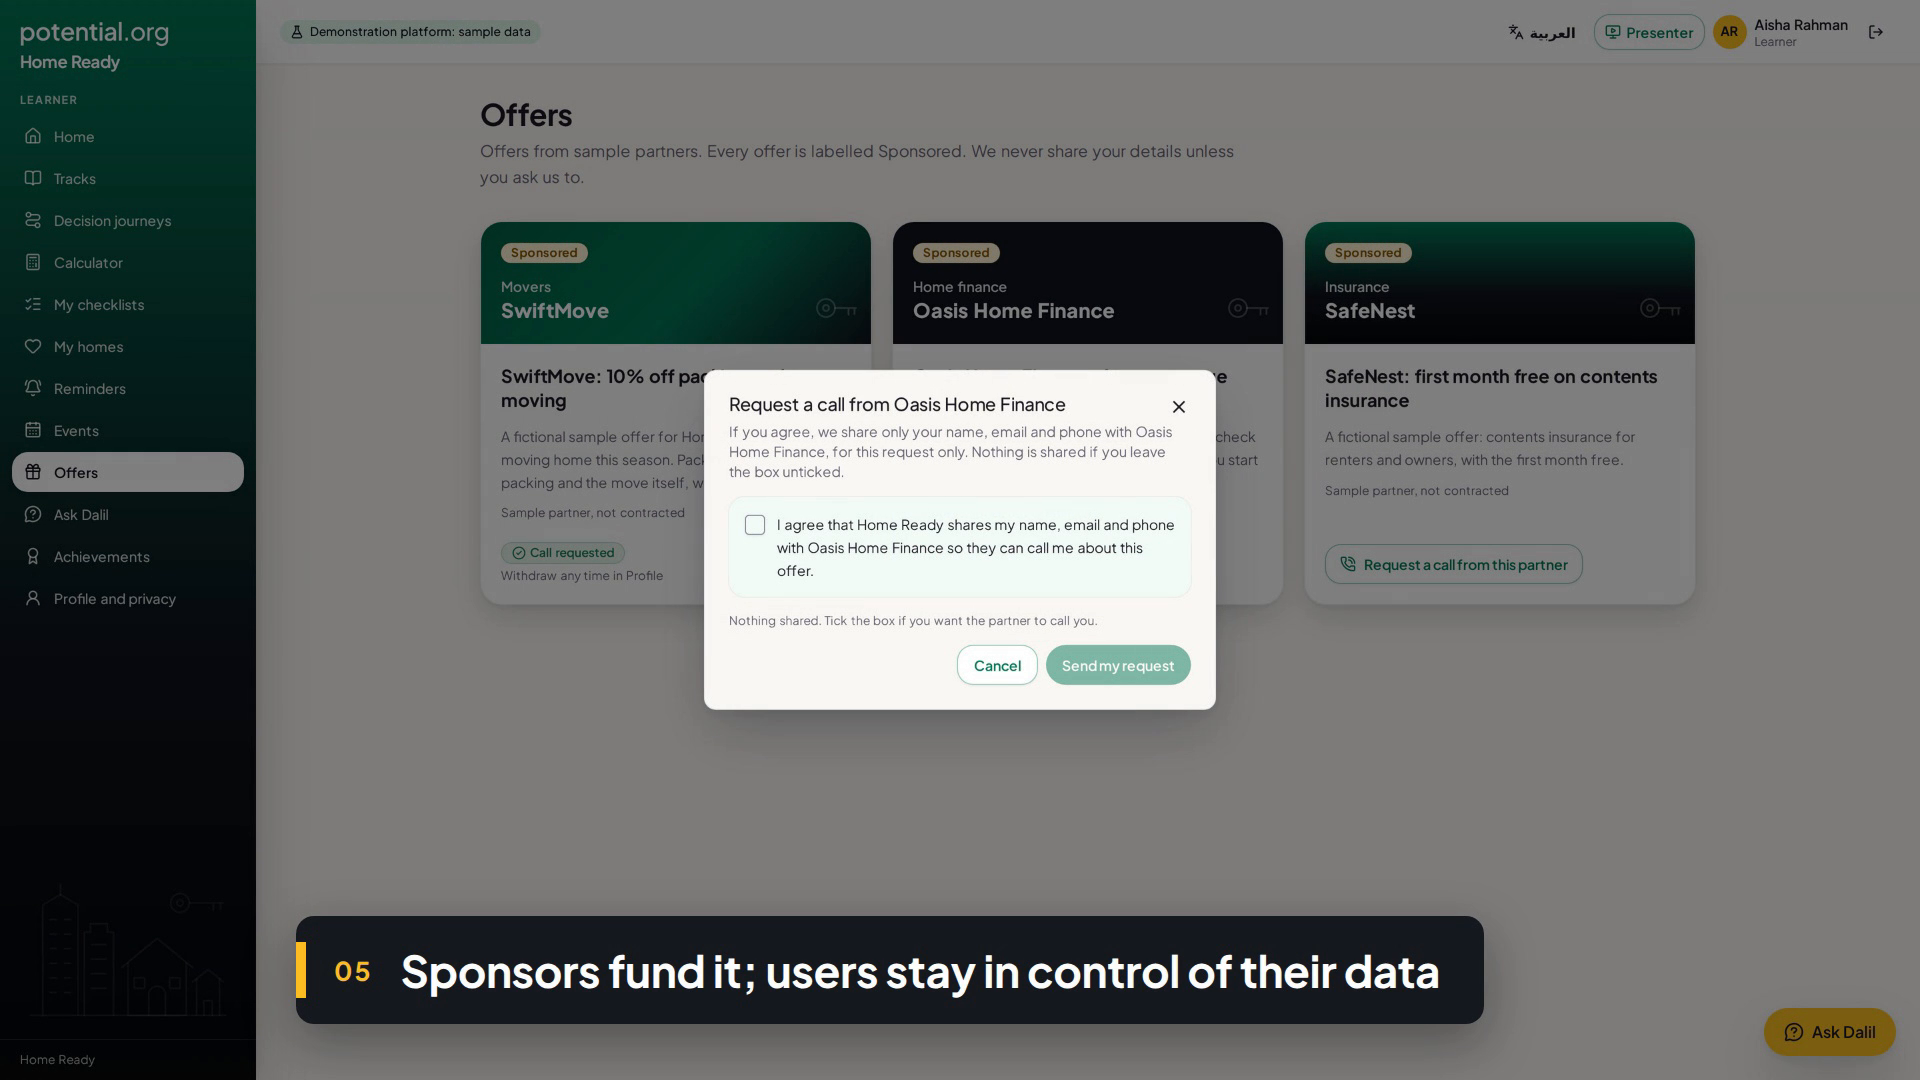 potential.org
Home Ready
LEARNER
Home
Tracks
Decision journeys
Calculator
My checklists
My homes
Reminders
Events
Offers
Ask Dalil
Achievements
Profile and privacy
Home Ready
Demonstration platform: sample data
العربية
Presenter
AR
Aisha Rahman
Learner
Offers
Offers from sample partners. Every offer is labelled Sponsored. We never share your details unless
you ask us to.
Sponsored
Movers
SwiftMove
SwiftMove: 10% off
moving
A fictional sample offer for
moving home this season.
packing and the move itself,
Sample partner, not contracted
Call requested
Withdraw any time in Profile
Sponsored
Home finance
Oasis Home Finance
check
start
Sponsored
Insurance
SafeNest
SafeNest: first month free on contents
insurance
A fictional sample offer: contents insurance for
renters and owners, with the first month free.
Sample partner, not contracted
Request a call from this partner
Request a call from Oasis Home Finance
If you agree, we share only your name, email and phone with Oasis
Home Finance, for this request only. Nothing is shared if you leave
the box unticked.
I agree that Home Ready shares my name, email and phone
with Oasis Home Finance so they can call me about this
offer.
Nothing shared. Tick the box if you want the partner to call you.
Cancel
Send my request
05 Sponsors fund it; users stay in control of their data
Ask Dalil